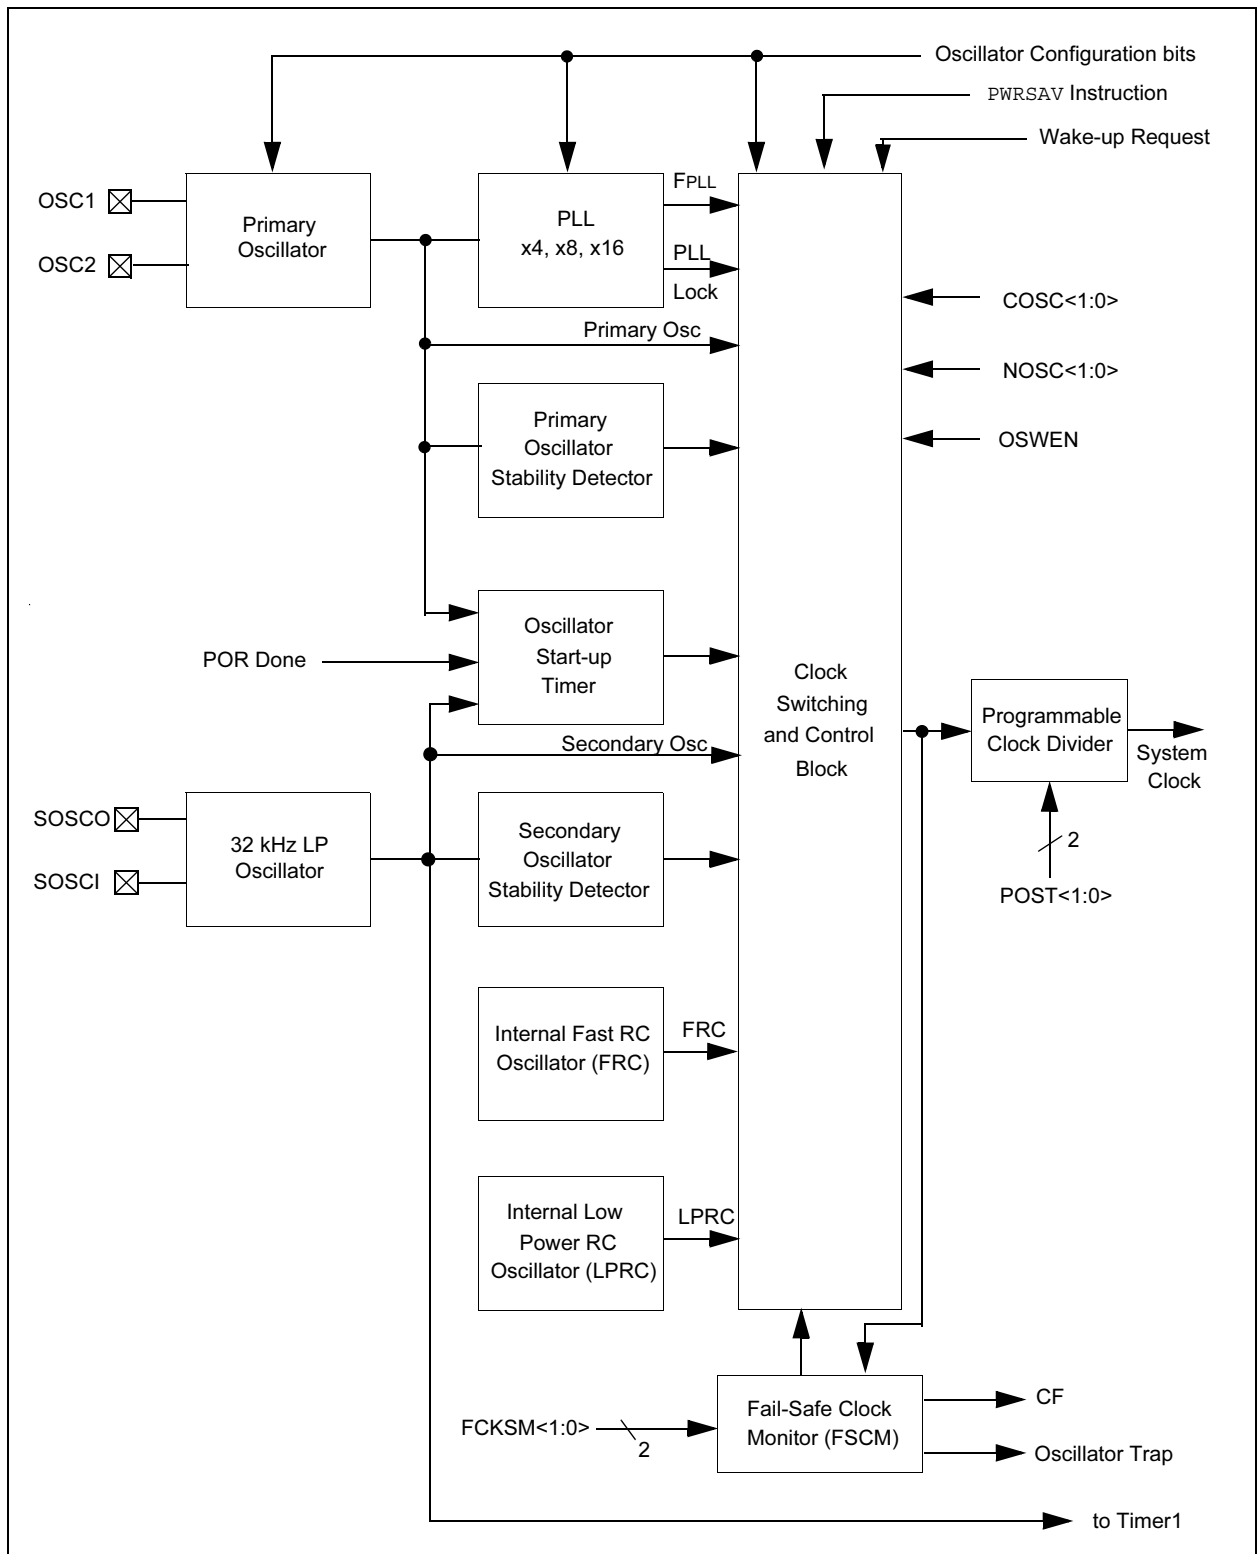 Oscillator Configuration bits
PWRSAV Instruction
Wake-up Request
OSC1
OSC2
Primary
Oscillator
PLL
x4, x8, x16
FPLL
PLL
Lock
COSC<1:0>
NOSC<1:0>
OSWEN
Primary Osc
Primary
Oscillator
Stability Detector
POR Done
Oscillator
Start-up
Timer
Clock
Switching
and Control
Block
Programmable
Clock Divider
System
Clock
2
POST<1:0>
Secondary Osc
SOSCO
SOSCI
32 kHz LP
Oscillator
Secondary
Oscillator
Stability Detector
Internal Fast RC
Oscillator (FRC)
FRC
Internal Low
Power RC
Oscillator (LPRC)
LPRC
FCKSM<1:0>
2
Fail-Safe Clock
Monitor (FSCM)
CF
Oscillator Trap
to Timer1